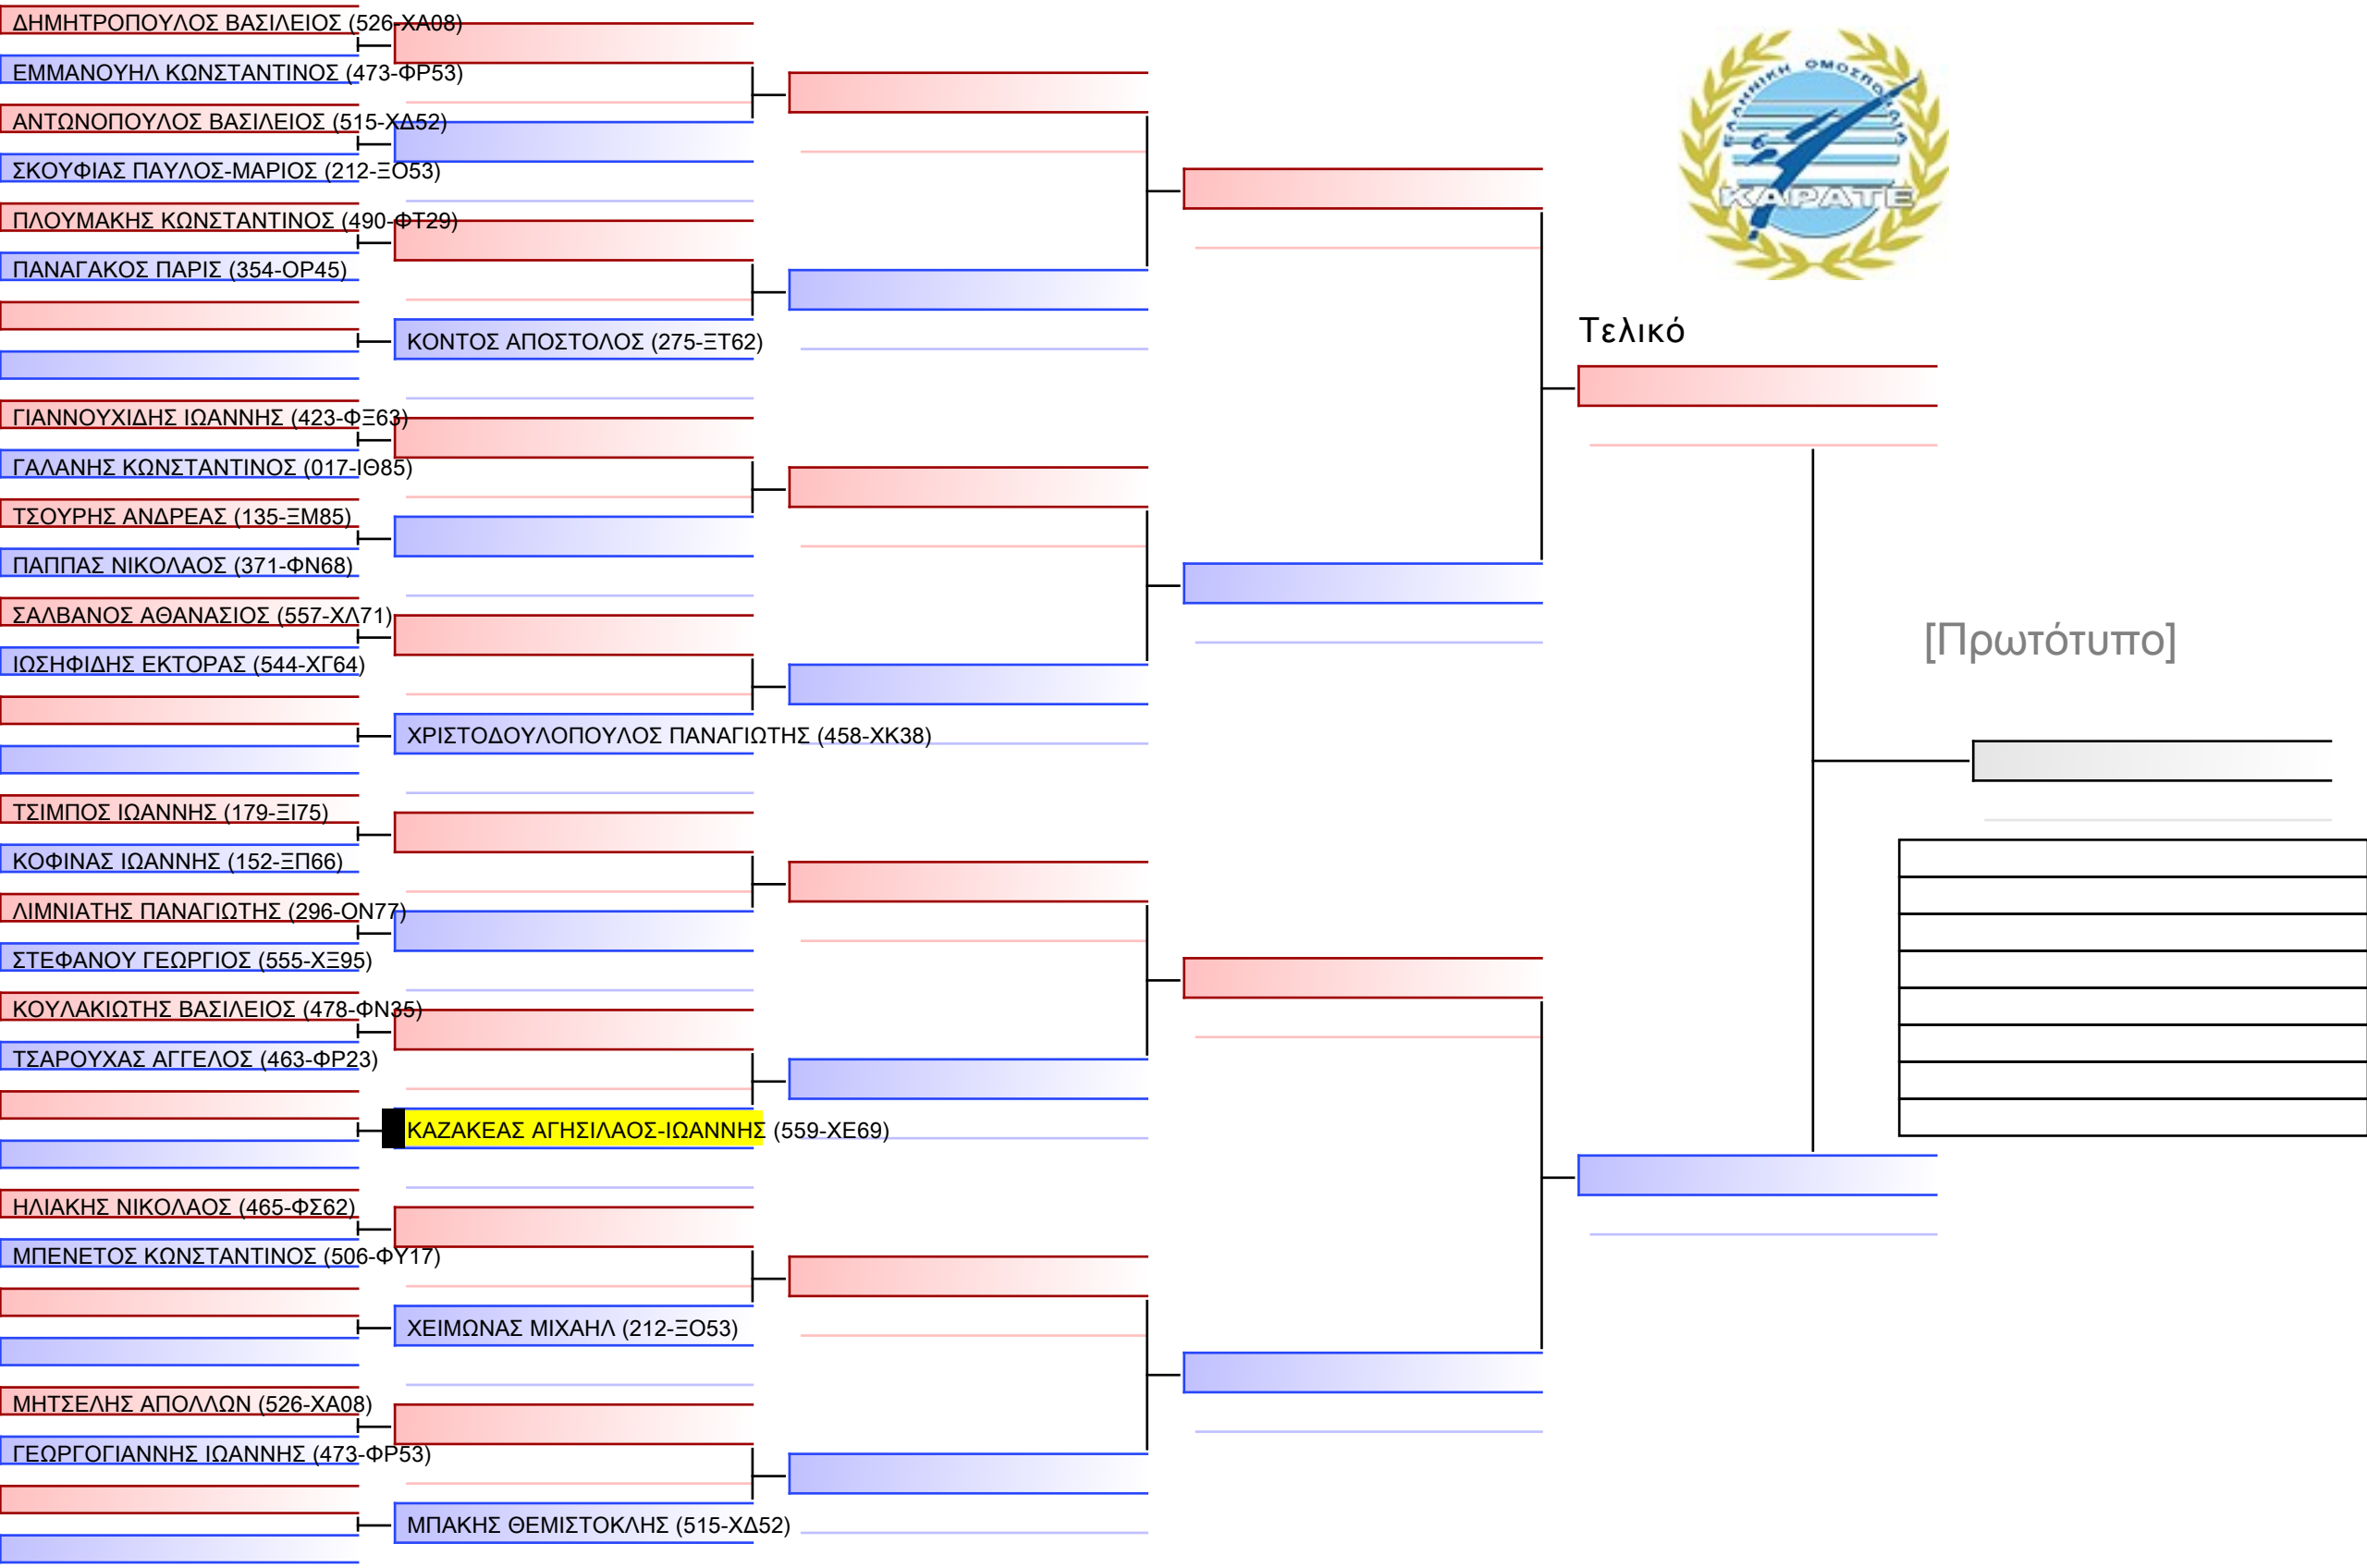 ΔΗΜΗΤΡΟΠΟΥΛΟΣ ΒΑΣΙΛΕΙΟΣ (526-ΧΑ08)
ΕΜΜΑΝΟΥΗΛ ΚΩΝΣΤΑΝΤΙΝΟΣ (473-ΦΡ53)
ΑΝΤΩΝΟΠΟΥΛΟΣ ΒΑΣΙΛΕΙΟΣ (515-ΧΔ52)
ΣΚΟΥΦΙΑΣ ΠΑΥΛΟΣ-ΜΑΡΙΟΣ (212-ΞΟ53)
ΠΛΟΥΜΑΚΗΣ ΚΩΝΣΤΑΝΤΙΝΟΣ (490-ΦΤ29)
ΠΑΝΑΓΑΚΟΣ ΠΑΡΙΣ (354-ΟΡ45)
ΚΟΝΤΟΣ ΑΠΟΣΤΟΛΟΣ (275-ΞΤ62)
ΓΙΑΝΝΟΥΧΙΔΗΣ ΙΩΑΝΝΗΣ (423-ΦΞ63)
ΓΑΛΑΝΗΣ ΚΩΝΣΤΑΝΤΙΝΟΣ (017-ΙΘ85)
ΤΣΟΥΡΗΣ ΑΝΔΡΕΑΣ (135-ΞΜ85)
ΠΑΠΠΑΣ ΝΙΚΟΛΑΟΣ (371-ΦΝ68)
ΣΑΛΒΑΝΟΣ ΑΘΑΝΑΣΙΟΣ (557-ΧΛ71)
ΙΩΣΗΦΙΔΗΣ ΕΚΤΟΡΑΣ (544-ΧΓ64)
ΧΡΙΣΤΟΔΟΥΛΟΠΟΥΛΟΣ ΠΑΝΑΓΙΩΤΗΣ (458-ΧΚ38)
ΤΣΙΜΠΟΣ ΙΩΑΝΝΗΣ (179-ΞΙ75)
ΚΟΦΙΝΑΣ ΙΩΑΝΝΗΣ (152-ΞΠ66)
ΛΙΜΝΙΑΤΗΣ ΠΑΝΑΓΙΩΤΗΣ (296-ΟΝ77)
ΣΤΕΦΑΝΟΥ ΓΕΩΡΓΙΟΣ (555-ΧΞ95)
ΚΟΥΛΑΚΙΩΤΗΣ ΒΑΣΙΛΕΙΟΣ (478-ΦΝ35)
ΤΣΑΡΟΥΧΑΣ ΑΓΓΕΛΟΣ (463-ΦΡ23)
ΚΑΖΑΚΕΑΣ ΑΓΗΣΙΛΑΟΣ-ΙΩΑΝΝΗΣ (559-ΧΕ69)
ΗΛΙΑΚΗΣ ΝΙΚΟΛΑΟΣ (465-ΦΣ62)
ΜΠΕΝΕΤΟΣ ΚΩΝΣΤΑΝΤΙΝΟΣ (506-ΦΥ17)
ΧΕΙΜΩΝΑΣ ΜΙΧΑΗΛ (212-ΞΟ53)
ΜΗΤΣΕΛΗΣ ΑΠΟΛΛΩΝ (526-ΧΑ08)
ΓΕΩΡΓΟΓΙΑΝΝΗΣ ΙΩΑΝΝΗΣ (473-ΦΡ53)
ΜΠΑΚΗΣ ΘΕΜΙΣΤΟΚΛΗΣ (515-ΧΔ52)
ΕΛΛΗΝΙΚΗ ΟΜΟΣΠΟΝΔΙΑ
ΚΑΡΑΤΕ
Τελικό
[Πρωτότυπο]